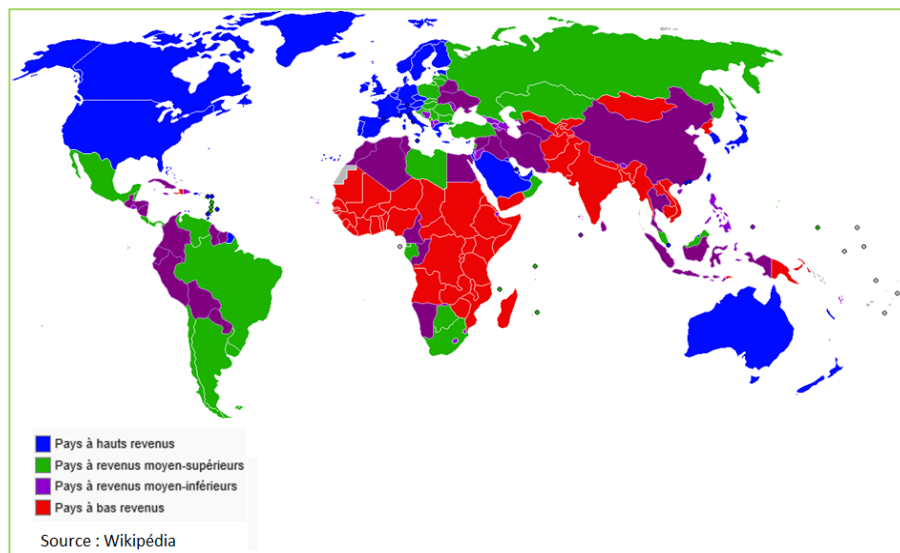 Pays à hauts revenus
Pays à revenus moyen-supérieurs
Pays à revenus moyen-inférieurs
Pays à bas revenus
Source : Wikipédia